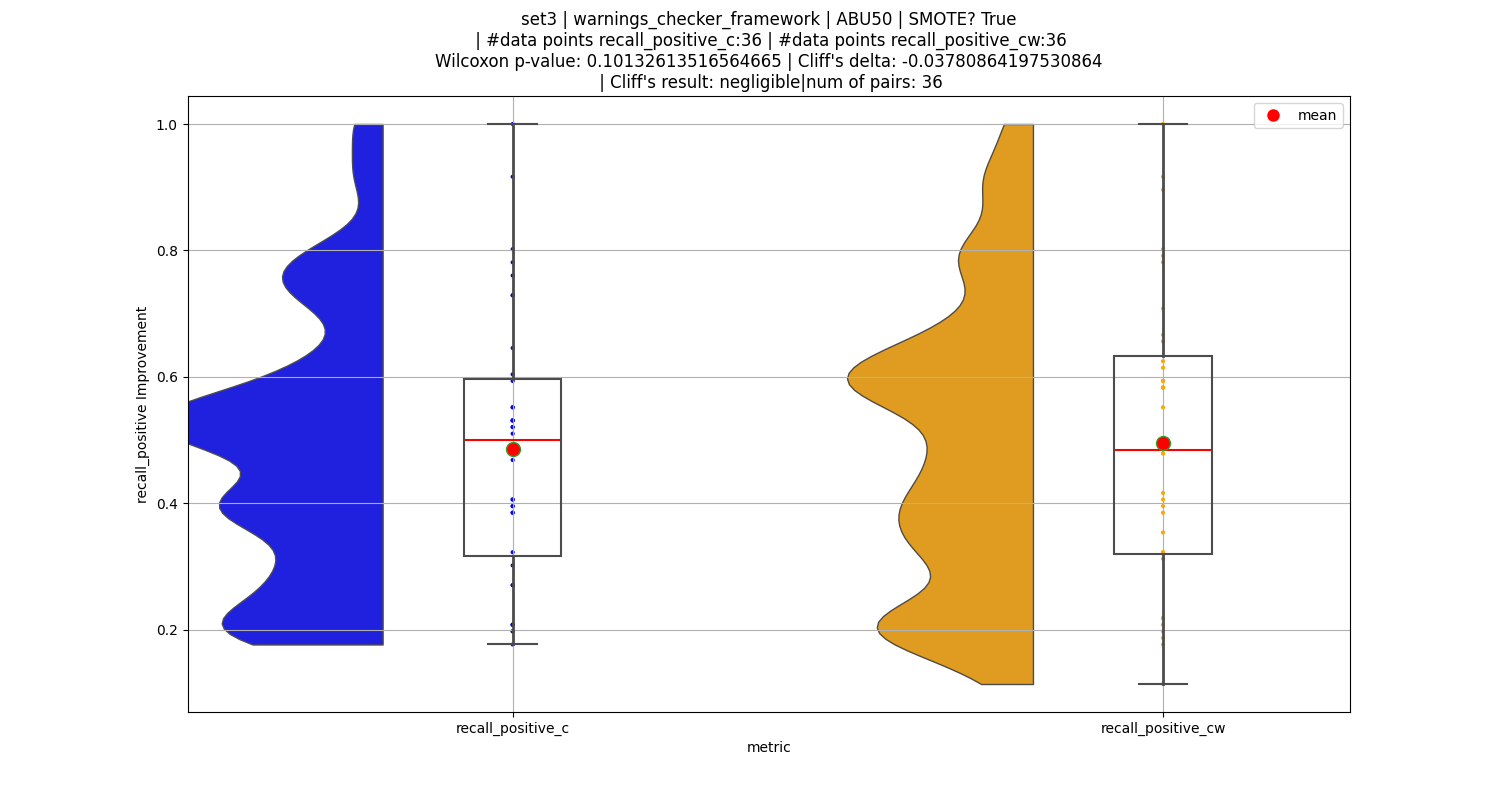 set3 | warnings_checker_framework | ABU50 | SMOTE? True
| #data points recall_positive_c:36 | #data points recall_positive_cw:36
Wilcoxon p-value: 0.10132613516564665 | Cliff's delta: -0.03780864197530864
| Cliff's result: negligible|num of pairs: 36
mean
1.0
0.8
0.6
0.4
0.2
recall_positive Improvement
recall_positive_c
recall_positive_cw
metric